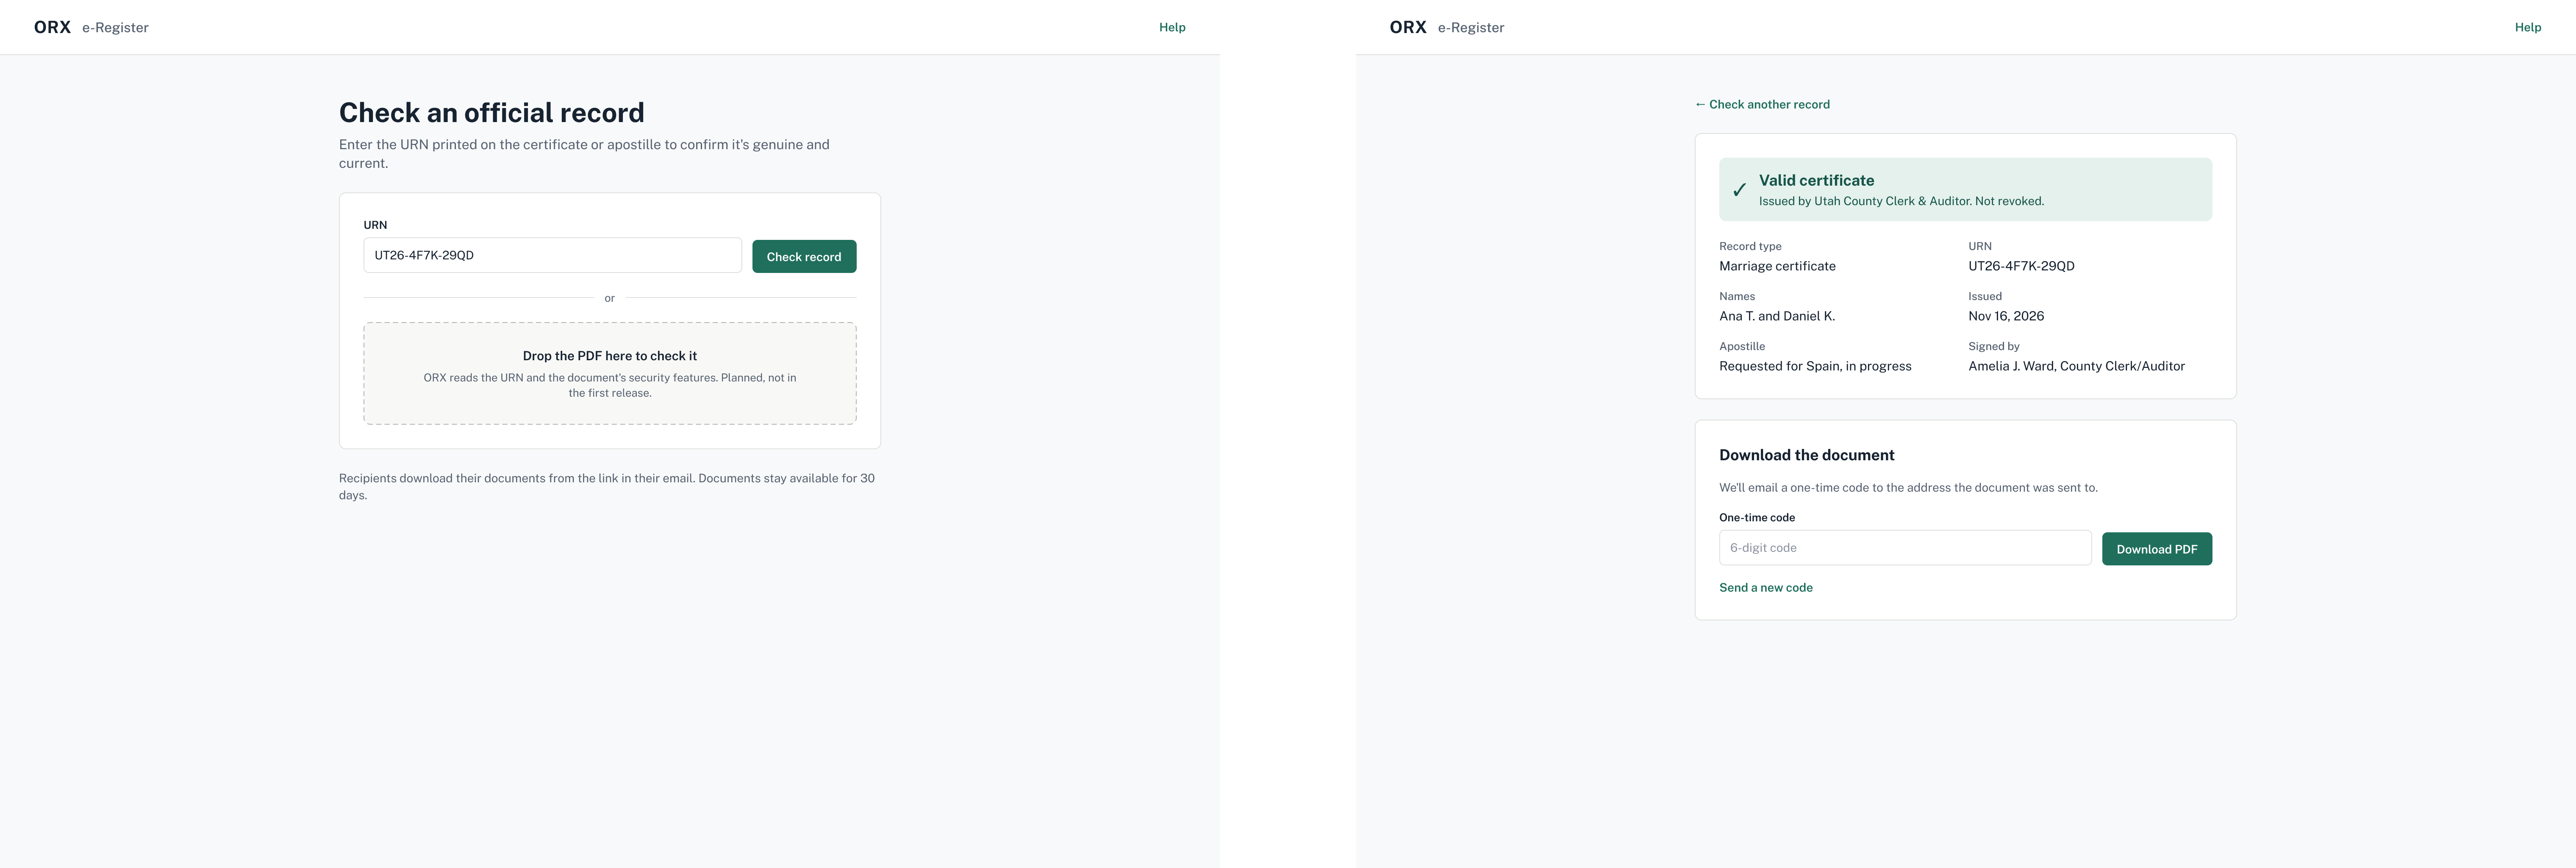 ORX e-Register Help
Check an official record
Enter the URN printed on the certificate or apostille to confirm it's genuine and
current.
URN
UT26-4F7K-29QD
Check record
or
Drop the PDF here to check it
ORX reads the URN and the document's security features. Planned, not in
the first release.
Recipients download their documents from the link in their email. Documents stay available for 30
days.
ORX e-Register Help
← Check another record
✓ Valid certificate
Issued by Utah County Clerk & Auditor. Not revoked.
Record type URN
Marriage certificate UT26-4F7K-29QD
Names Issued
Ana T. and Daniel K. Nov 16, 2026
Apostille Signed by
Requested for Spain, in progress Amelia J. Ward, County Clerk/Auditor
Download the document
We'll email a one-time code to the address the document was sent to.
One-time code
6-digit code
Download PDF
Send a new code